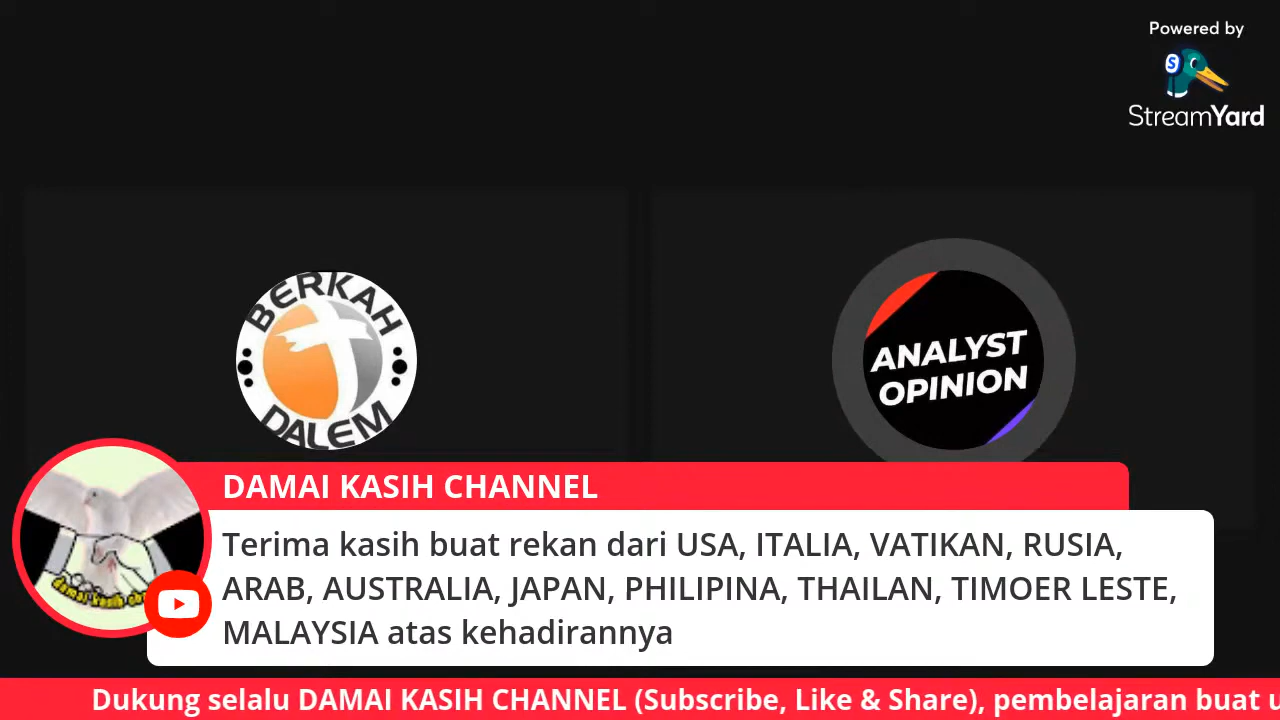 Powered by
StreamYard
BERKAH
DALEM
ANALYST
OPINION
DAMAI KASIH CHANNEL
Terima kasih buat rekan dari USA, ITALIA, VATIKAN, RUSIA,
ARAB, AUSTRALIA, JAPAN, PHILIPINA, THAILAN, TIMOER LESTE,
MALAYSIA atas kehadirannya
damai kasih
Dukung selalu DAMAI KASIH CHANNEL (Subscribe, Like & Share), pembelajaran buat